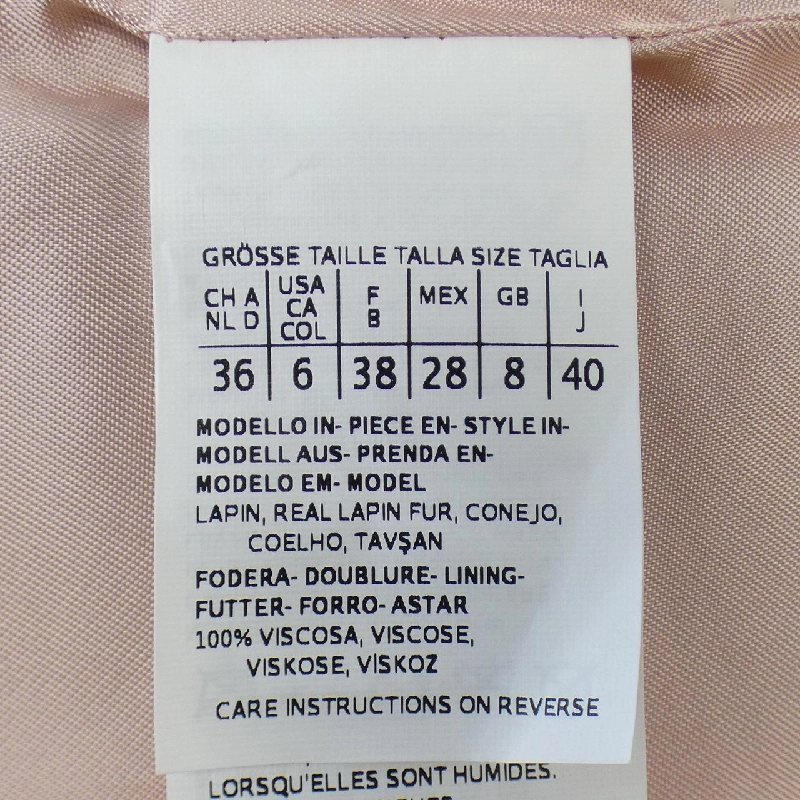 GRÖSSE TAILLE TALLA SIZE TAGLIA
CH A NL D | USA CA COL | F B | MEX | GB | I J
36 | 6 | 38 | 28 | 8 | 40
MODELLO IN- PIECE EN- STYLE IN-
MODELL AUS- PRENDA EN-
MODELO EM- MODEL
LAPIN, REAL LAPIN FUR, CONEJO,
COELHO, TAVŞAN
FODERA- DOUBLURE- LINING-
FUTTER- FORRO- ASTAR
100% VISCOSA, VISCOSE,
VISKOSE, VİSKOZ
CARE INSTRUCTIONS ON REVERSE
LORSQU'ELLES SONT HUMIDES.